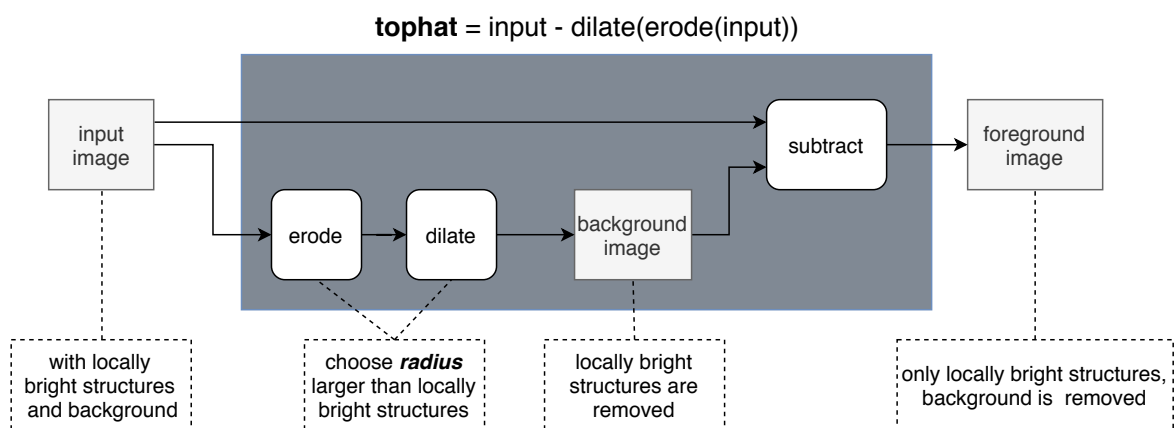 tophat = input - dilate(erode(input))
input
image
erode
dilate
background
image
subtract
foreground
image
with locally
bright structures
and background
choose radius
larger than locally
bright structures
locally bright
structures are
removed
only locally bright structures,
background is  removed